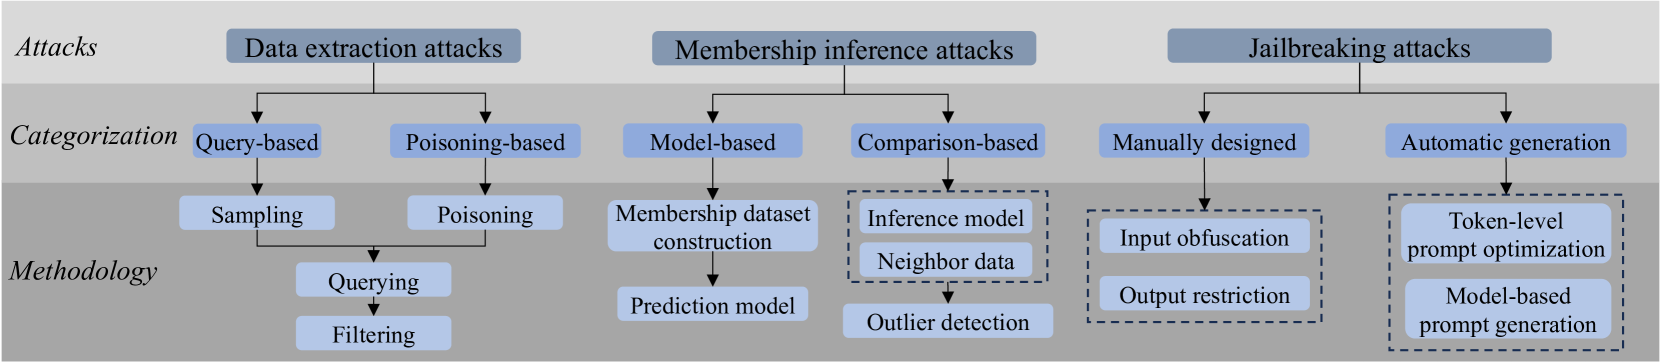 Attacks
Data extraction attacks
Membership inference attacks
Jailbreaking attacks
Categorization
Query-based
Poisoning-based
Model-based
Comparison-based
Manually designed
Automatic generation
Methodology
Sampling
Poisoning
Querying
Filtering
Membership dataset
construction
Prediction model
Inference model
Neighbor data
Outlier detection
Input obfuscation
Output restriction
Token-level
prompt optimization
Model-based
prompt generation